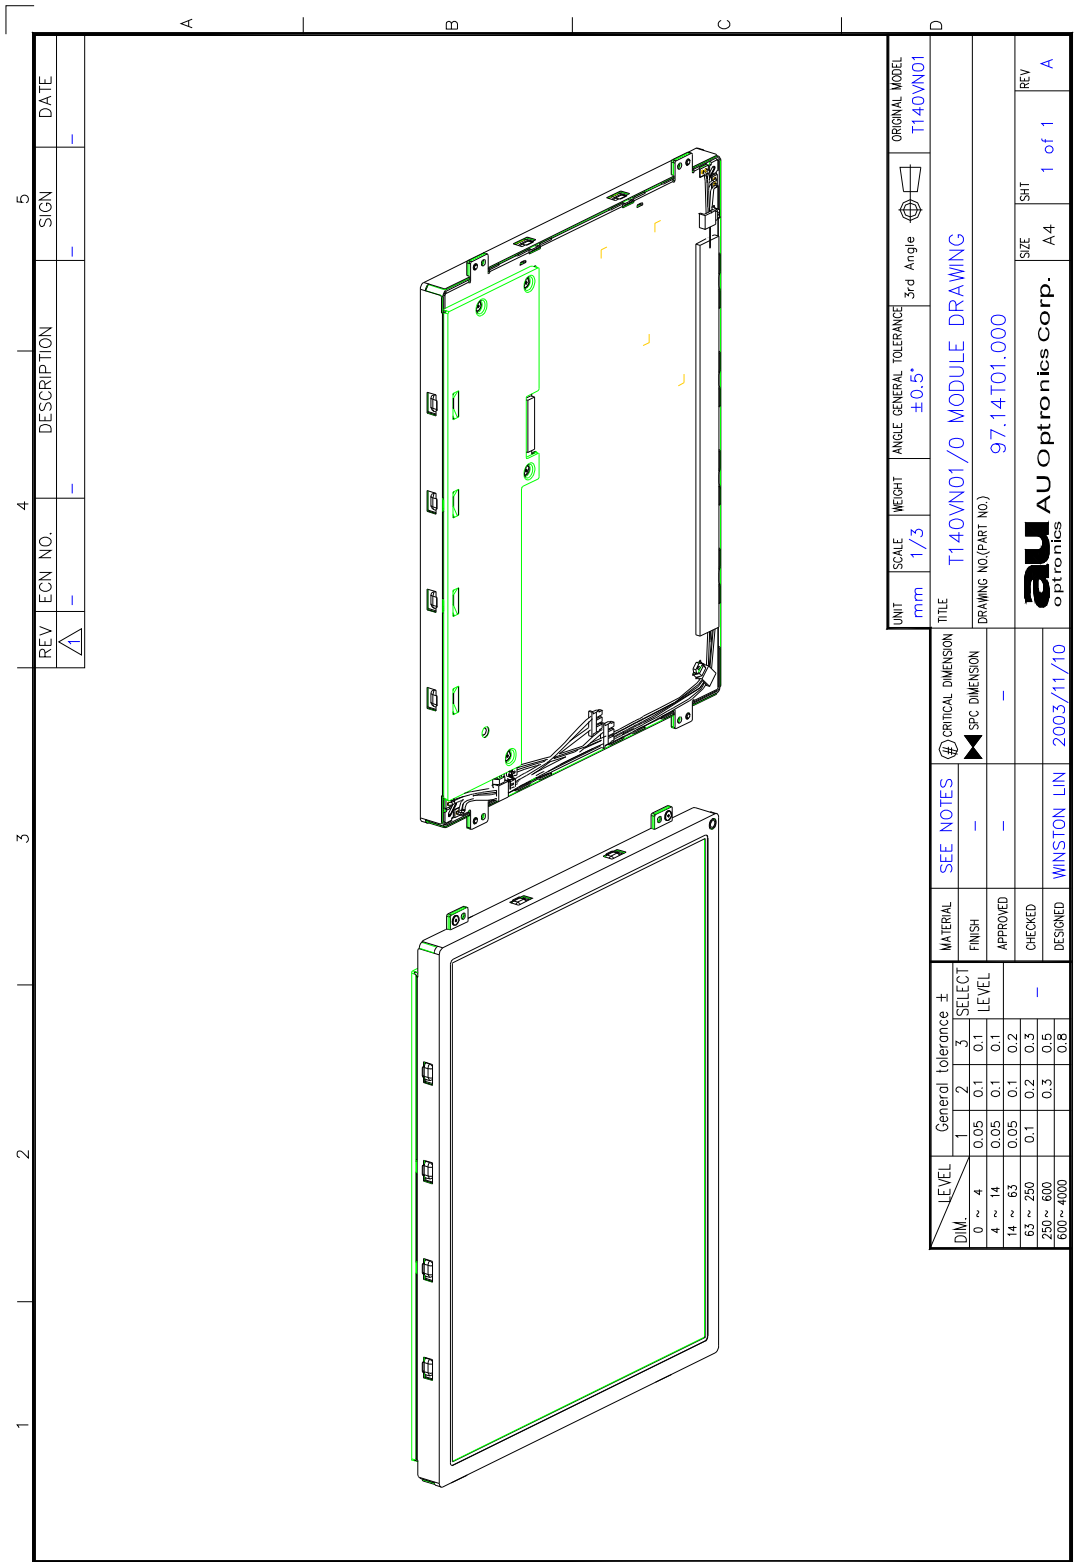 1
2
3
4
5
A
B
C
D
REV ECN NO. DESCRIPTION SIGN DATE
1 - - - -
UNIT SCALE WEIGHT ANGLE GENERAL TOLERANCE 3rd Angle ORIGINAL MODEL
mm 1/3 ±0.5° T140VN01
TITLE
T140VN01/0 MODULE DRAWING
DRAWING NO.(PART NO.)
97.14T01.000
au optronics
AU Optronics Corp.
SIZE SHT REV
A4 1 of 1 A
MATERIAL SEE NOTES # CRITICAL DIMENSION
FINISH - SPC DIMENSION
APPROVED - -
CHECKED
DESIGNED WINSTON LIN 2003/11/10
LEVEL General tolerance ±
DIM. 1 2 3 SELECT
LEVEL
0 ~ 4 0.05 0.1 0.1
4 ~ 14 0.05 0.1 0.1
14 ~ 63 0.05 0.1 0.2
63 ~ 250 0.1 0.2 0.3 -
250 ~ 600 0.3 0.5
600 ~ 4000 0.8